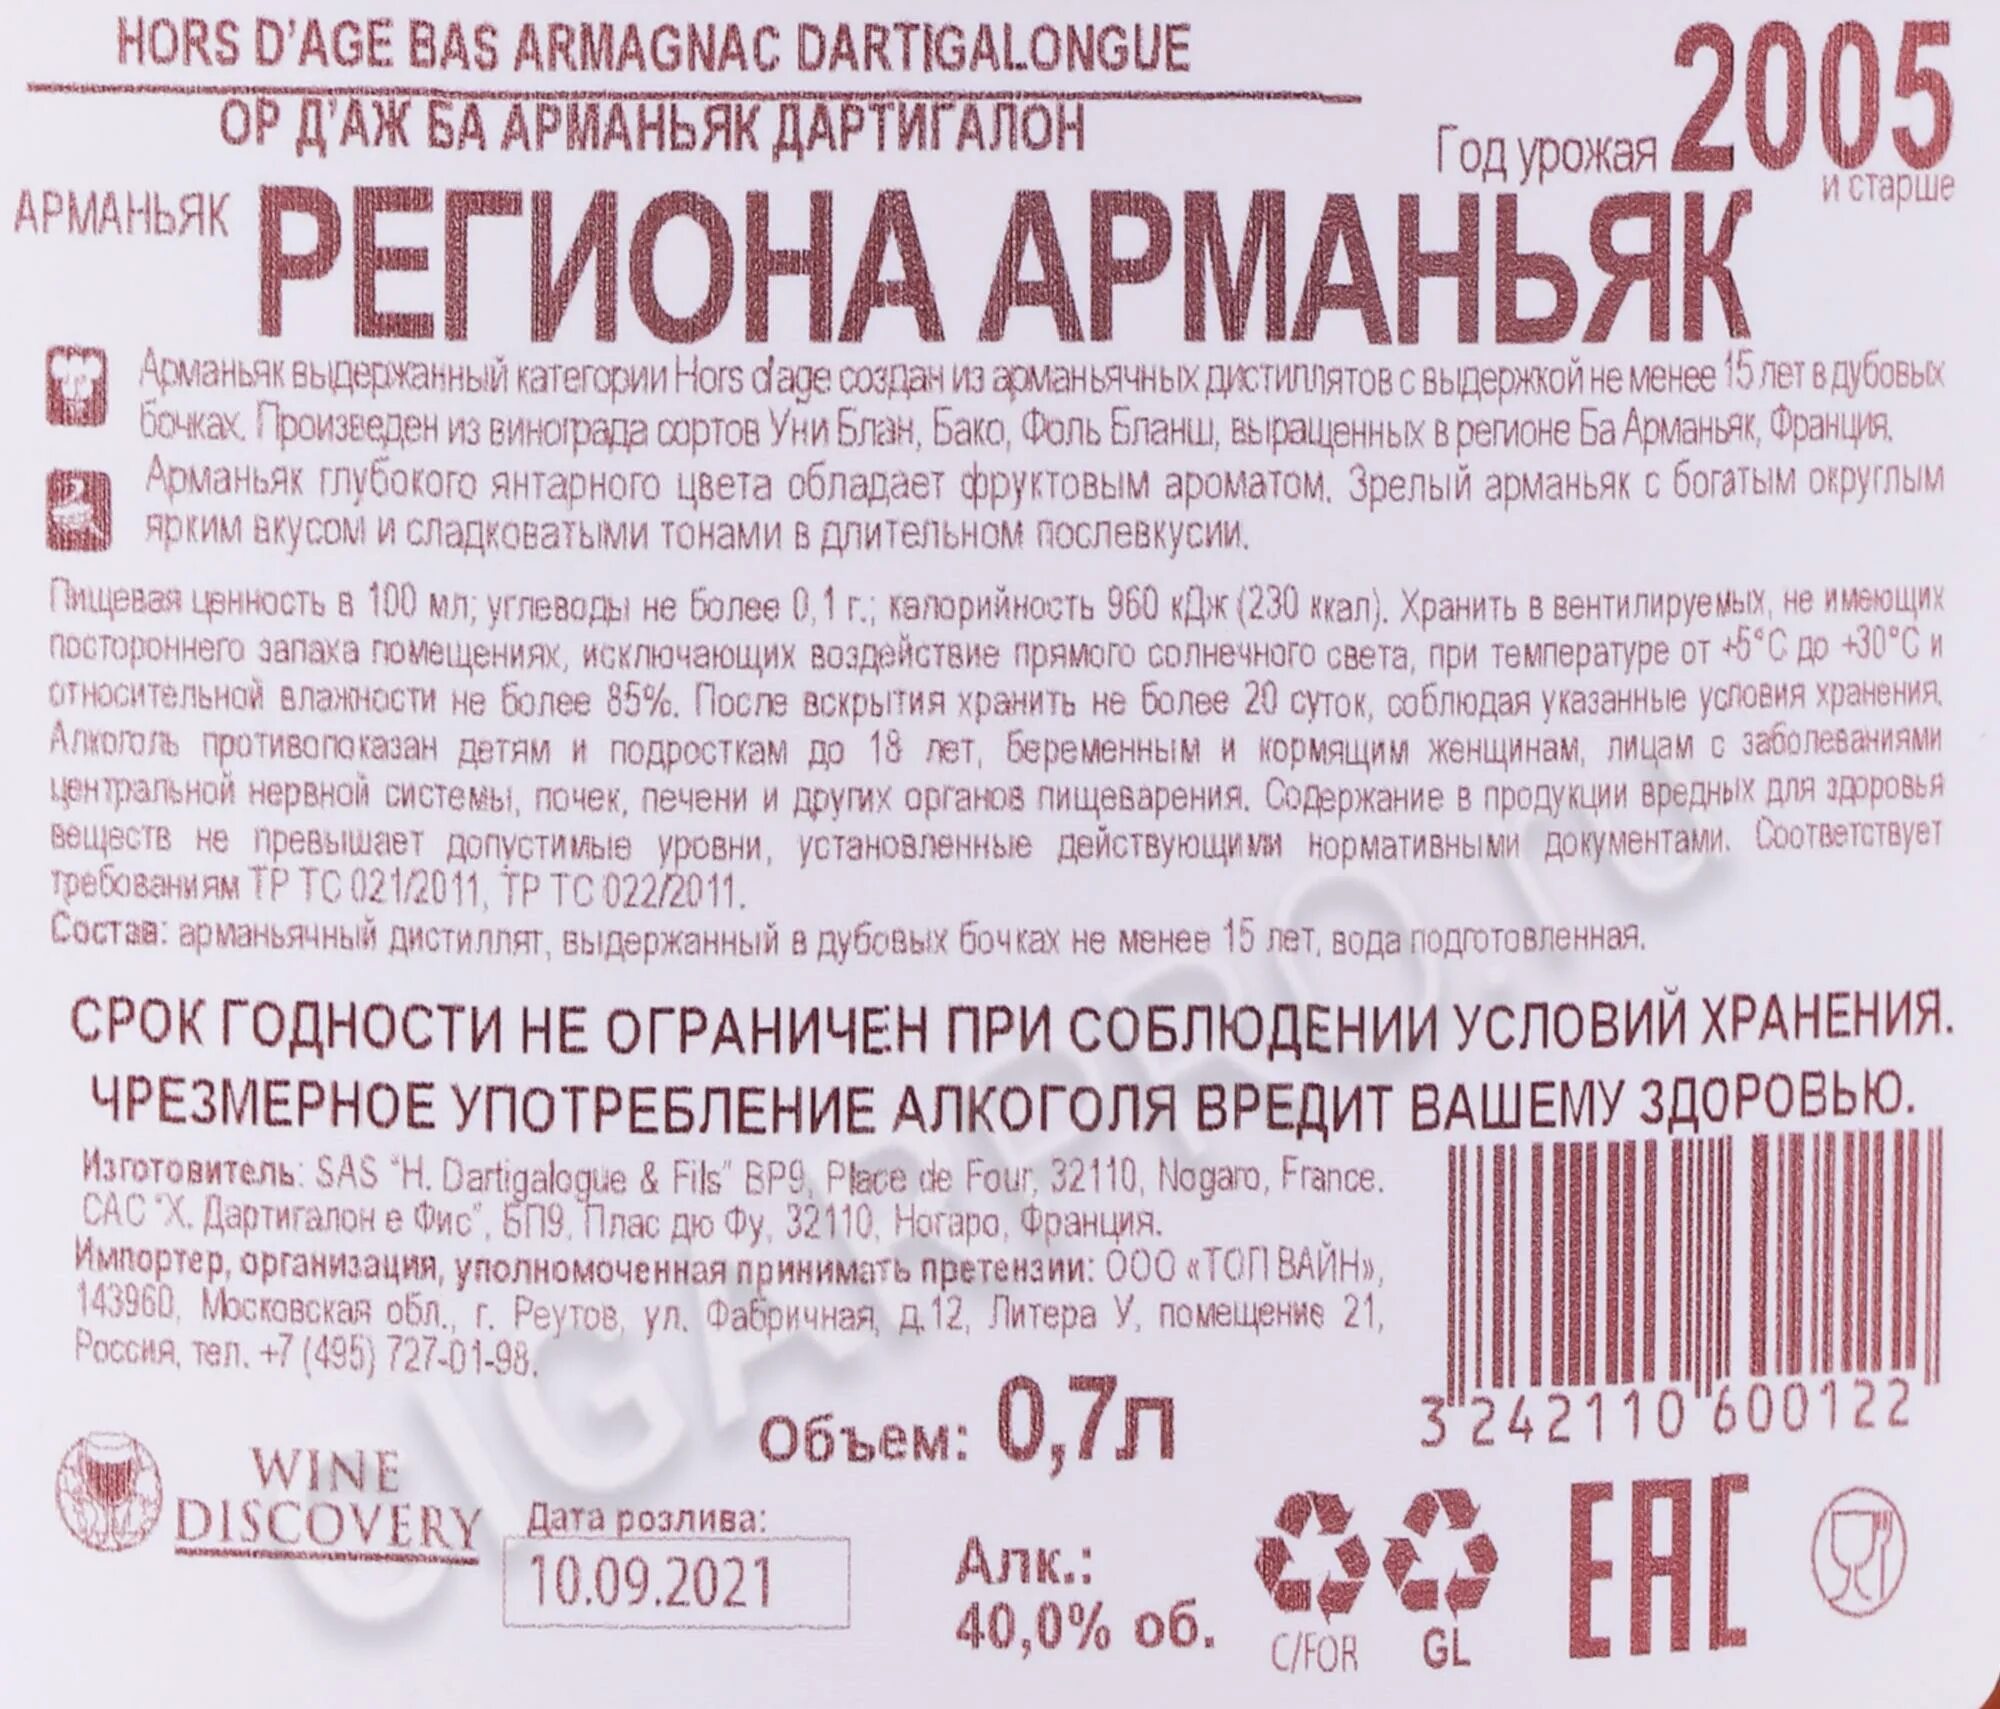 HORS D'AGE BAS ARMAGNAC DARTIGALONGUE
ОР Д'АЖ БА АРМАНЬЯК ДАРТИГАЛОН
Год урожая 2005
и старше
АРМАНЬЯК РЕГИОНА АРМАНЬЯК
Арманьяк выдержанный категории Hors d'age создан из арманьячных дистиллятов с выдержкой не менее 15 лет в дубовых
бочках. Произведен из винограда сортов Уни Блан, Бако, Фоль Бланш, выращенных в регионе Ба Арманьяк, Франция.
Арманьяк глубокого янтарного цвета обладает фруктовым ароматом. Зрелый арманьяк с богатым округлым
ярким вкусом и сладковатыми тонами в длительном послевкусии.
Пищевая ценность в 100 мл; углеводы не более 0,1 г.; калорийность 960 кДж (230 ккал). Хранить в вентилируемых, не имеющих
постороннего запаха помещениях, исключающих воздействие прямого солнечного света, при температуре от +5°С до +30°С и
относительной влажности не более 85%. После вскрытия хранить не более 20 суток, соблюдая указанные условия хранения.
Алкоголь противопоказан детям и подросткам до 18 лет, беременным и кормящим женщинам, лицам с заболеваниями
центральной нервной системы, почек, печени и других органов пищеварения. Содержание в продукции вредных для здоровья
веществ не превышает допустимые уровни, установленные действующими нормативными документами. Соответствует
требованиям ТР ТС 021/2011, ТР ТС 022/2011.
Состав: арманьячный дистиллят, выдержанный в дубовых бочках не менее 15 лет, вода подготовленная.
СРОК ГОДНОСТИ НЕ ОГРАНИЧЕН ПРИ СОБЛЮДЕНИИ УСЛОВИЙ ХРАНЕНИЯ.
ЧРЕЗМЕРНОЕ УПОТРЕБЛЕНИЕ АЛКОГОЛЯ ВРЕДИТ ВАШЕМУ ЗДОРОВЬЮ.
Изготовитель: SAS "H. Dartigalogue & Fils" BP9, Place de Four, 32110, Nogaro, France.
САС "Х. Дартигалон е Фис", БП9, Плас дю Фу, 32110, Ногаро, Франция.
Импортер, организация, уполномоченная принимать претензии: ООО «ТОП ВАЙН»,
143960, Московская обл., г. Реутов, ул. Фабричная, д.12, Литера У, помещение 21,
Россия, тел. +7 (495) 727-01-98.
3 242110 600122
Объем: 0,7л
WINE
DISCOVERY
Дата розлива:
10.09.2021
Алк.:
40,0% об.
C/FOR
GL
EAC
CIGARPRO.ru